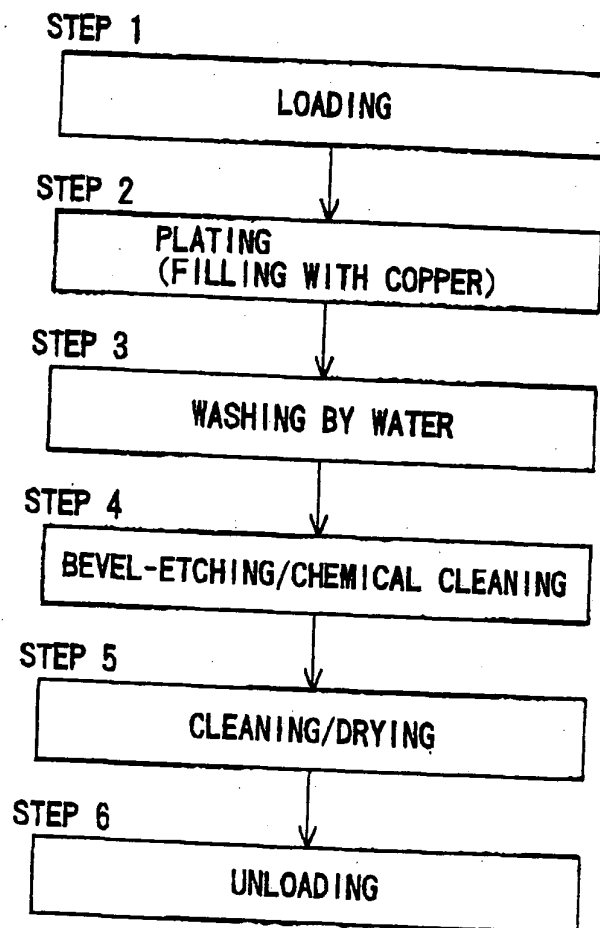 STEP 1
LOADING
STEP 2
PLATING
(FILLING WITH COPPER)
STEP 3
WASHING BY WATER
STEP 4
BEVEL-ETCHING/CHEMICAL CLEANING
STEP 5
CLEANING/DRYING
STEP 6
UNLOADING